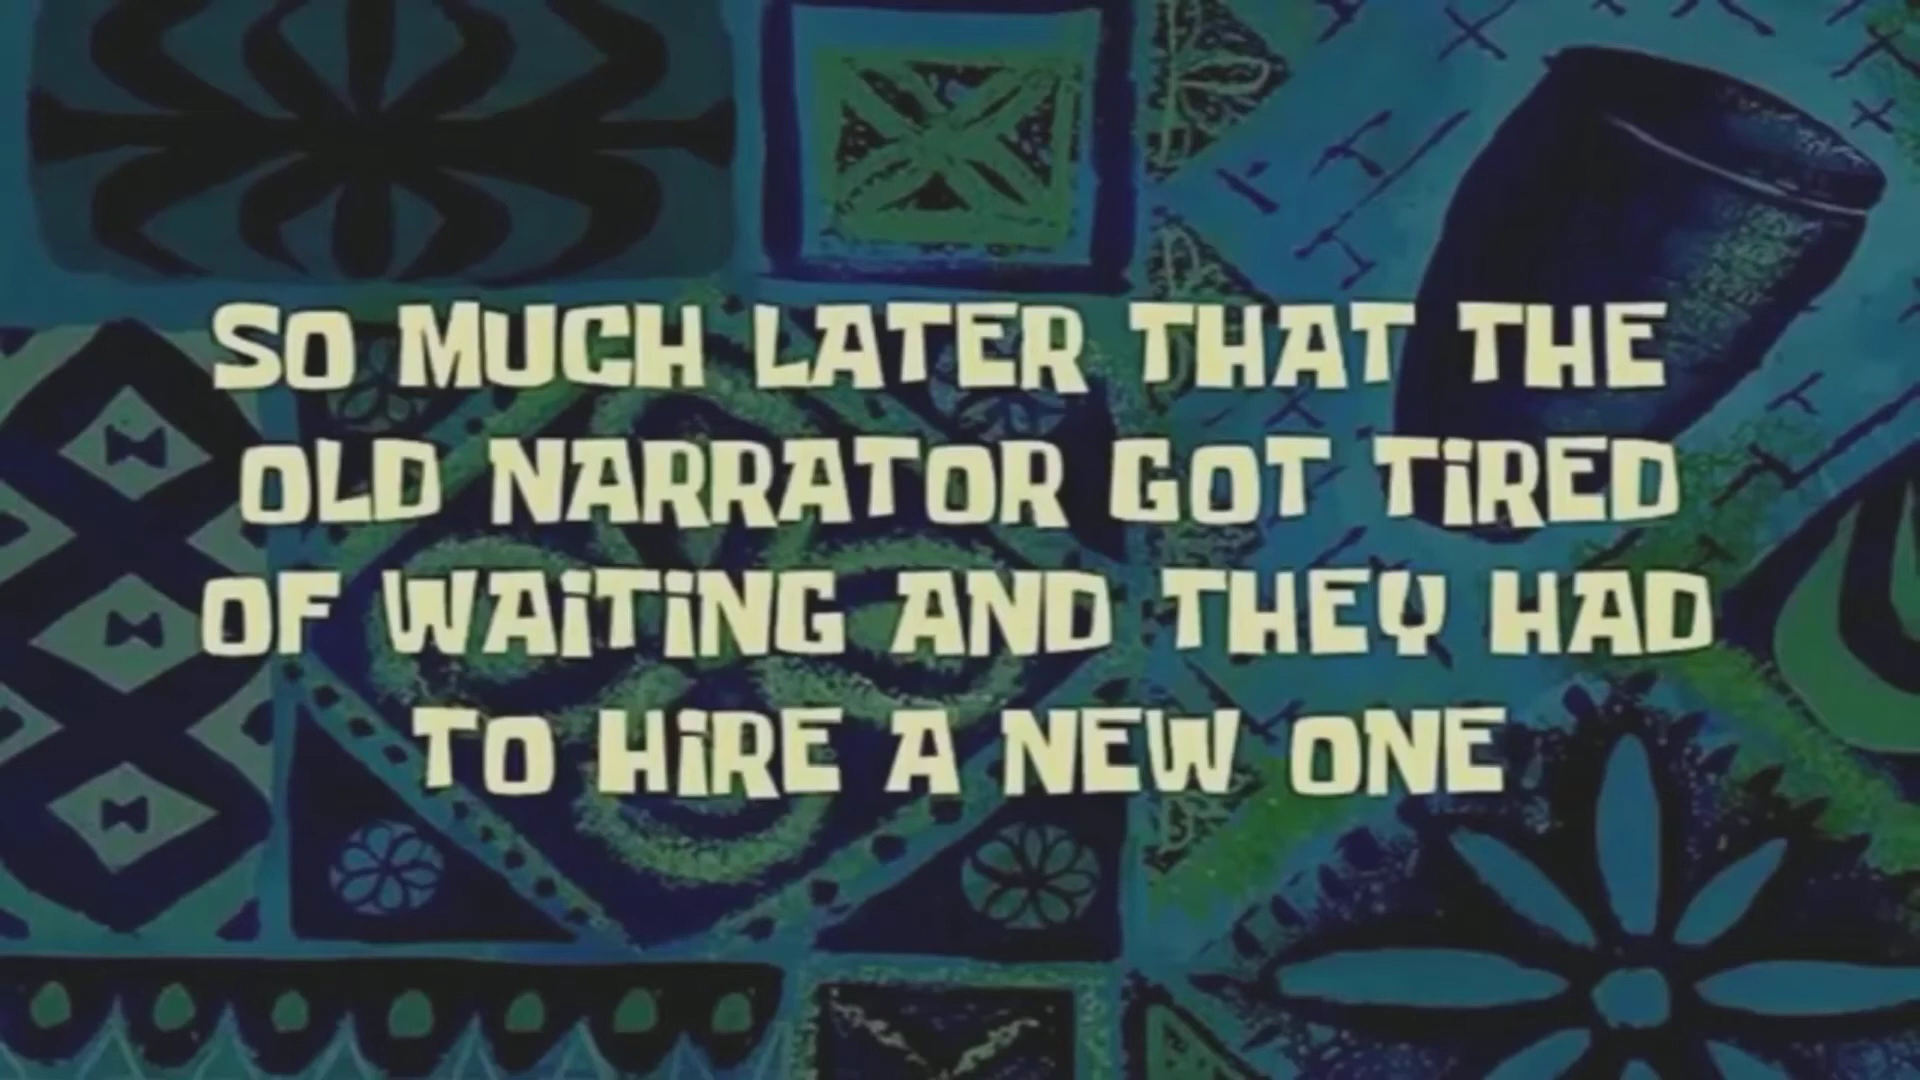 SO MUCH LATER THAT THE
OLD NARRATOR GOT TiRED
OF WAiTiNG AND THEY HAD
TO HiRE A NEW ONE